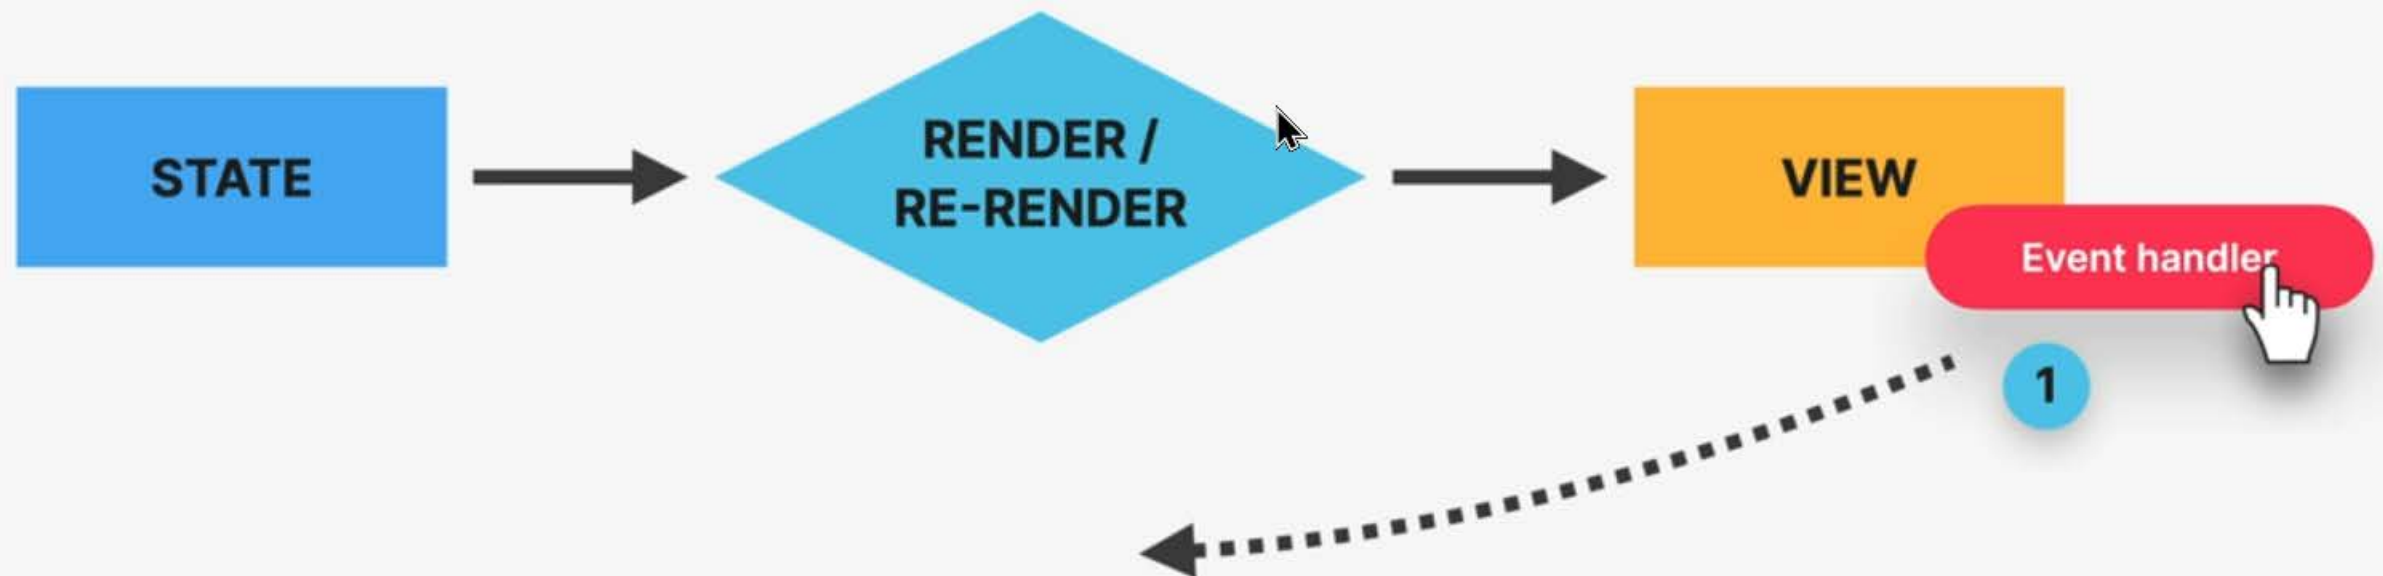 STATE
RENDER /
RE-RENDER
VIEW
Event handler
1